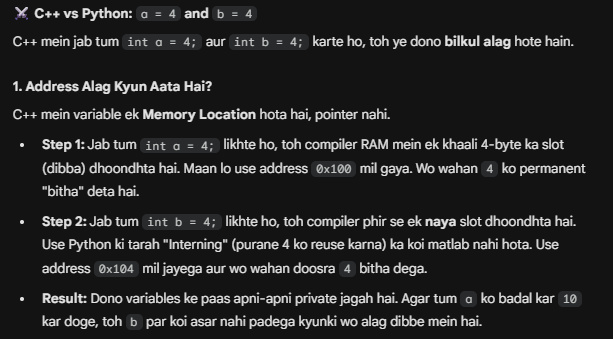 ⚔️ C++ vs Python: a = 4 and b = 4
C++ mein jab tum int a = 4; aur int b = 4; karte ho, toh ye dono bilkul alag hote hain.
1. Address Alag Kyun Aata Hai?
C++ mein variable ek Memory Location hota hai, pointer nahi.
• Step 1: Jab tum int a = 4; likhte ho, toh compiler RAM mein ek khaali 4-byte ka slot
(dibba) dhoondhta hai. Maan lo use address 0x100 mil gaya. Wo wahan 4 ko permanent
"bitha" deta hai.
• Step 2: Jab tum int b = 4; likhte ho, toh compiler phir se ek naya slot dhoondhta hai.
Use Python ki tarah "Interning" (purane 4 ko reuse karna) ka koi matlab nahi hota. Use
address 0x104 mil jayega aur wo wahan doosra 4 bitha dega.
• Result: Dono variables ke paas apni-apni private jagah hai. Agar tum a ko badal kar 10
kar doge, toh b par koi asar nahi padega kyunki wo alag dibbe mein hai.